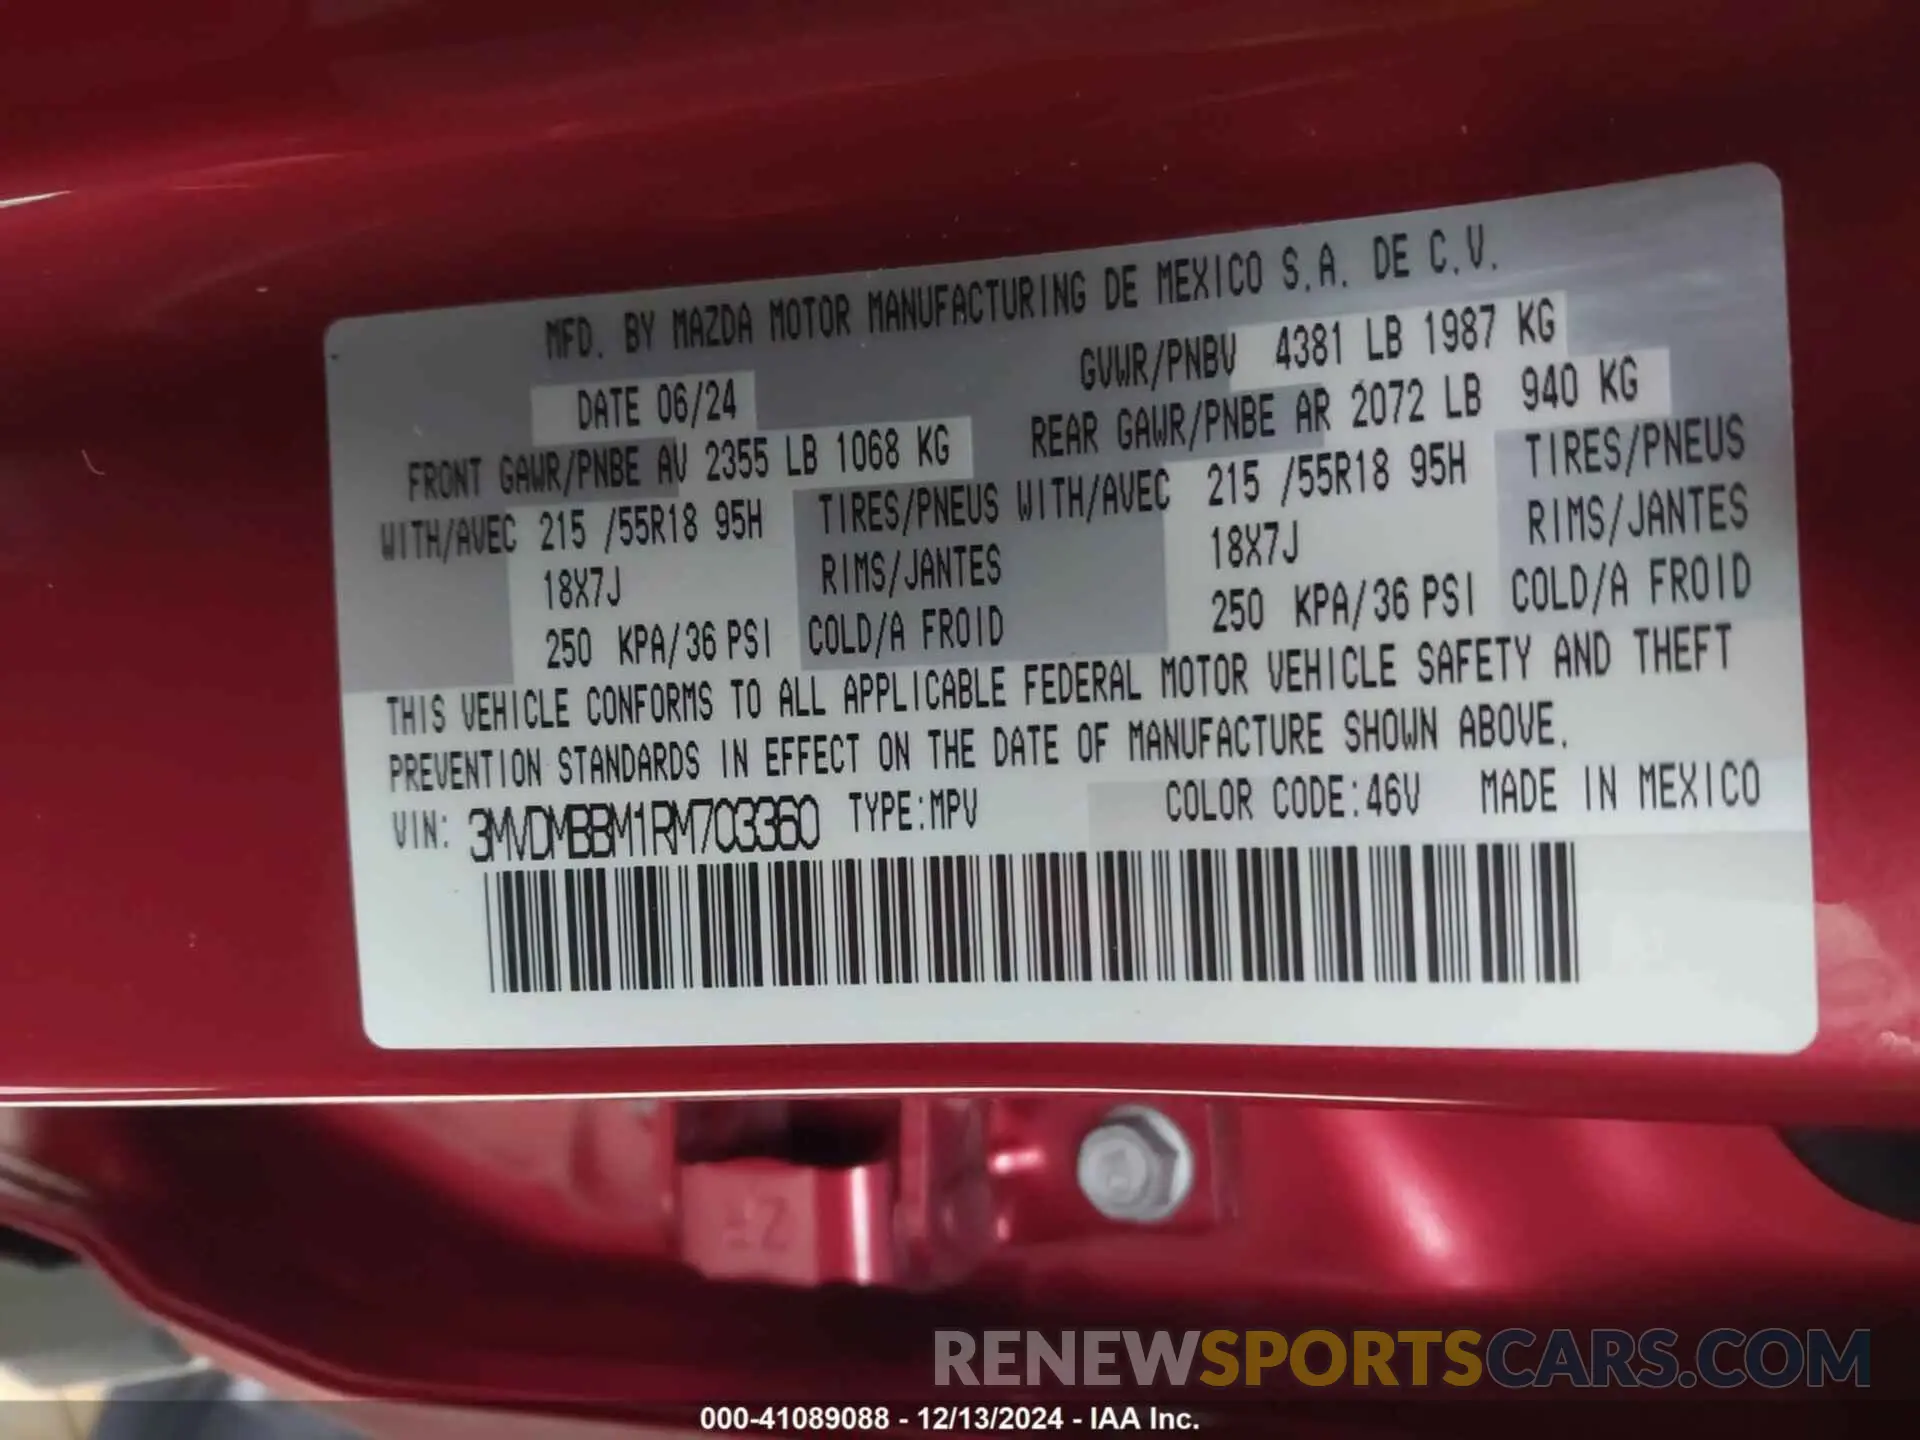 MFD. BY MAZDA MOTOR MANUFACTURING DE MEXICO S.A. DE C.V.
DATE 06/24 GVWR/PNBV 4381 LB 1987 KG
FRONT GAWR/PNBE AV 2355 LB 1068 KG REAR GAWR/PNBE AR 2072 LB 940 KG
WITH/AVEC 215 /55R18 95H TIRES/PNEUS WITH/AVEC 215 /55R18 95H TIRES/PNEUS
18X7J RIMS/JANTES 18X7J RIMS/JANTES
250 KPA/36 PSI COLD/A FROID 250 KPA/36 PSI COLD/A FROID
THIS VEHICLE CONFORMS TO ALL APPLICABLE FEDERAL MOTOR VEHICLE SAFETY AND THEFT
PREVENTION STANDARDS IN EFFECT ON THE DATE OF MANUFACTURE SHOWN ABOVE.
VIN: 3MVDMBBM1RM703360 TYPE:MPV COLOR CODE:46V MADE IN MEXICO
RENEWSPORTSCARS.COM
000-41089088 - 12/13/2024 - IAA Inc.